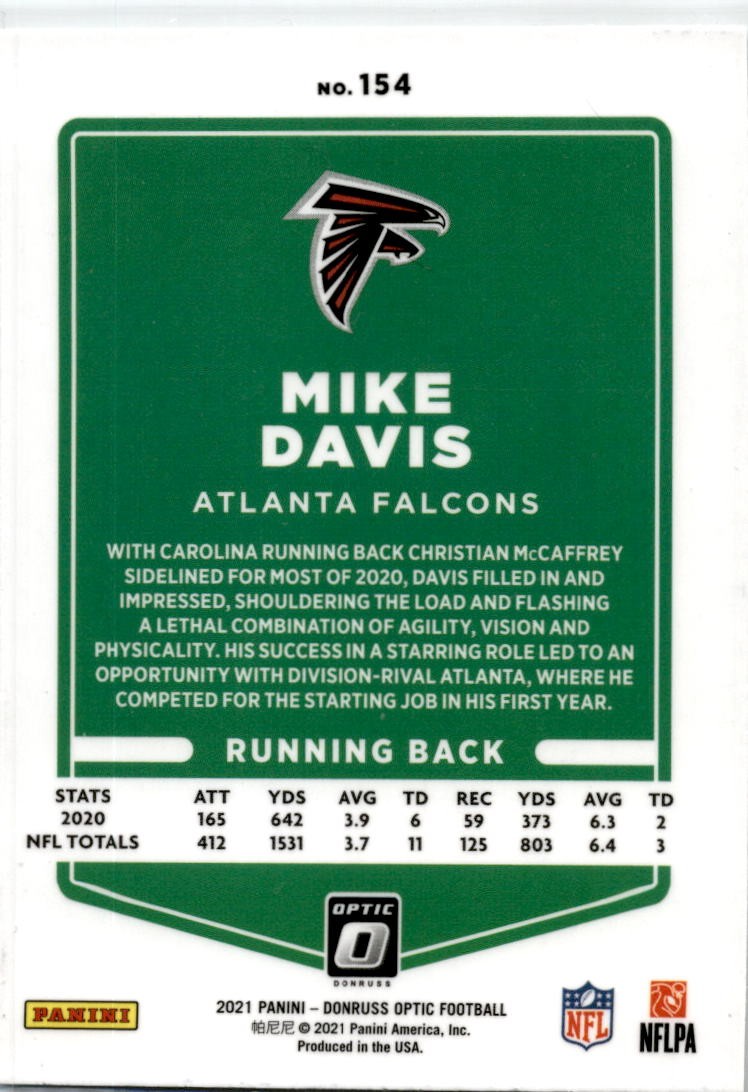 NO. 154
MIKE
DAVIS
ATLANTA FALCONS
WITH CAROLINA RUNNING BACK CHRISTIAN McCAFFREY
SIDELINED FOR MOST OF 2020, DAVIS FILLED IN AND
IMPRESSED, SHOULDERING THE LOAD AND FLASHING
A LETHAL COMBINATION OF AGILITY, VISION AND
PHYSICALITY. HIS SUCCESS IN A STARRING ROLE LED TO AN
OPPORTUNITY WITH DIVISION-RIVAL ATLANTA, WHERE HE
COMPETED FOR THE STARTING JOB IN HIS FIRST YEAR.
RUNNING BACK
STATS ATT YDS AVG TD REC YDS AVG TD
2020 165 642 3.9 6 59 373 6.3 2
NFL TOTALS 412 1531 3.7 11 125 803 6.4 3
OPTIC
O
DONRUSS
PANINI
2021 PANINI – DONRUSS OPTIC FOOTBALL
帕尼尼 © 2021 Panini America, Inc.
Produced in the USA.
NFL
NFLPA